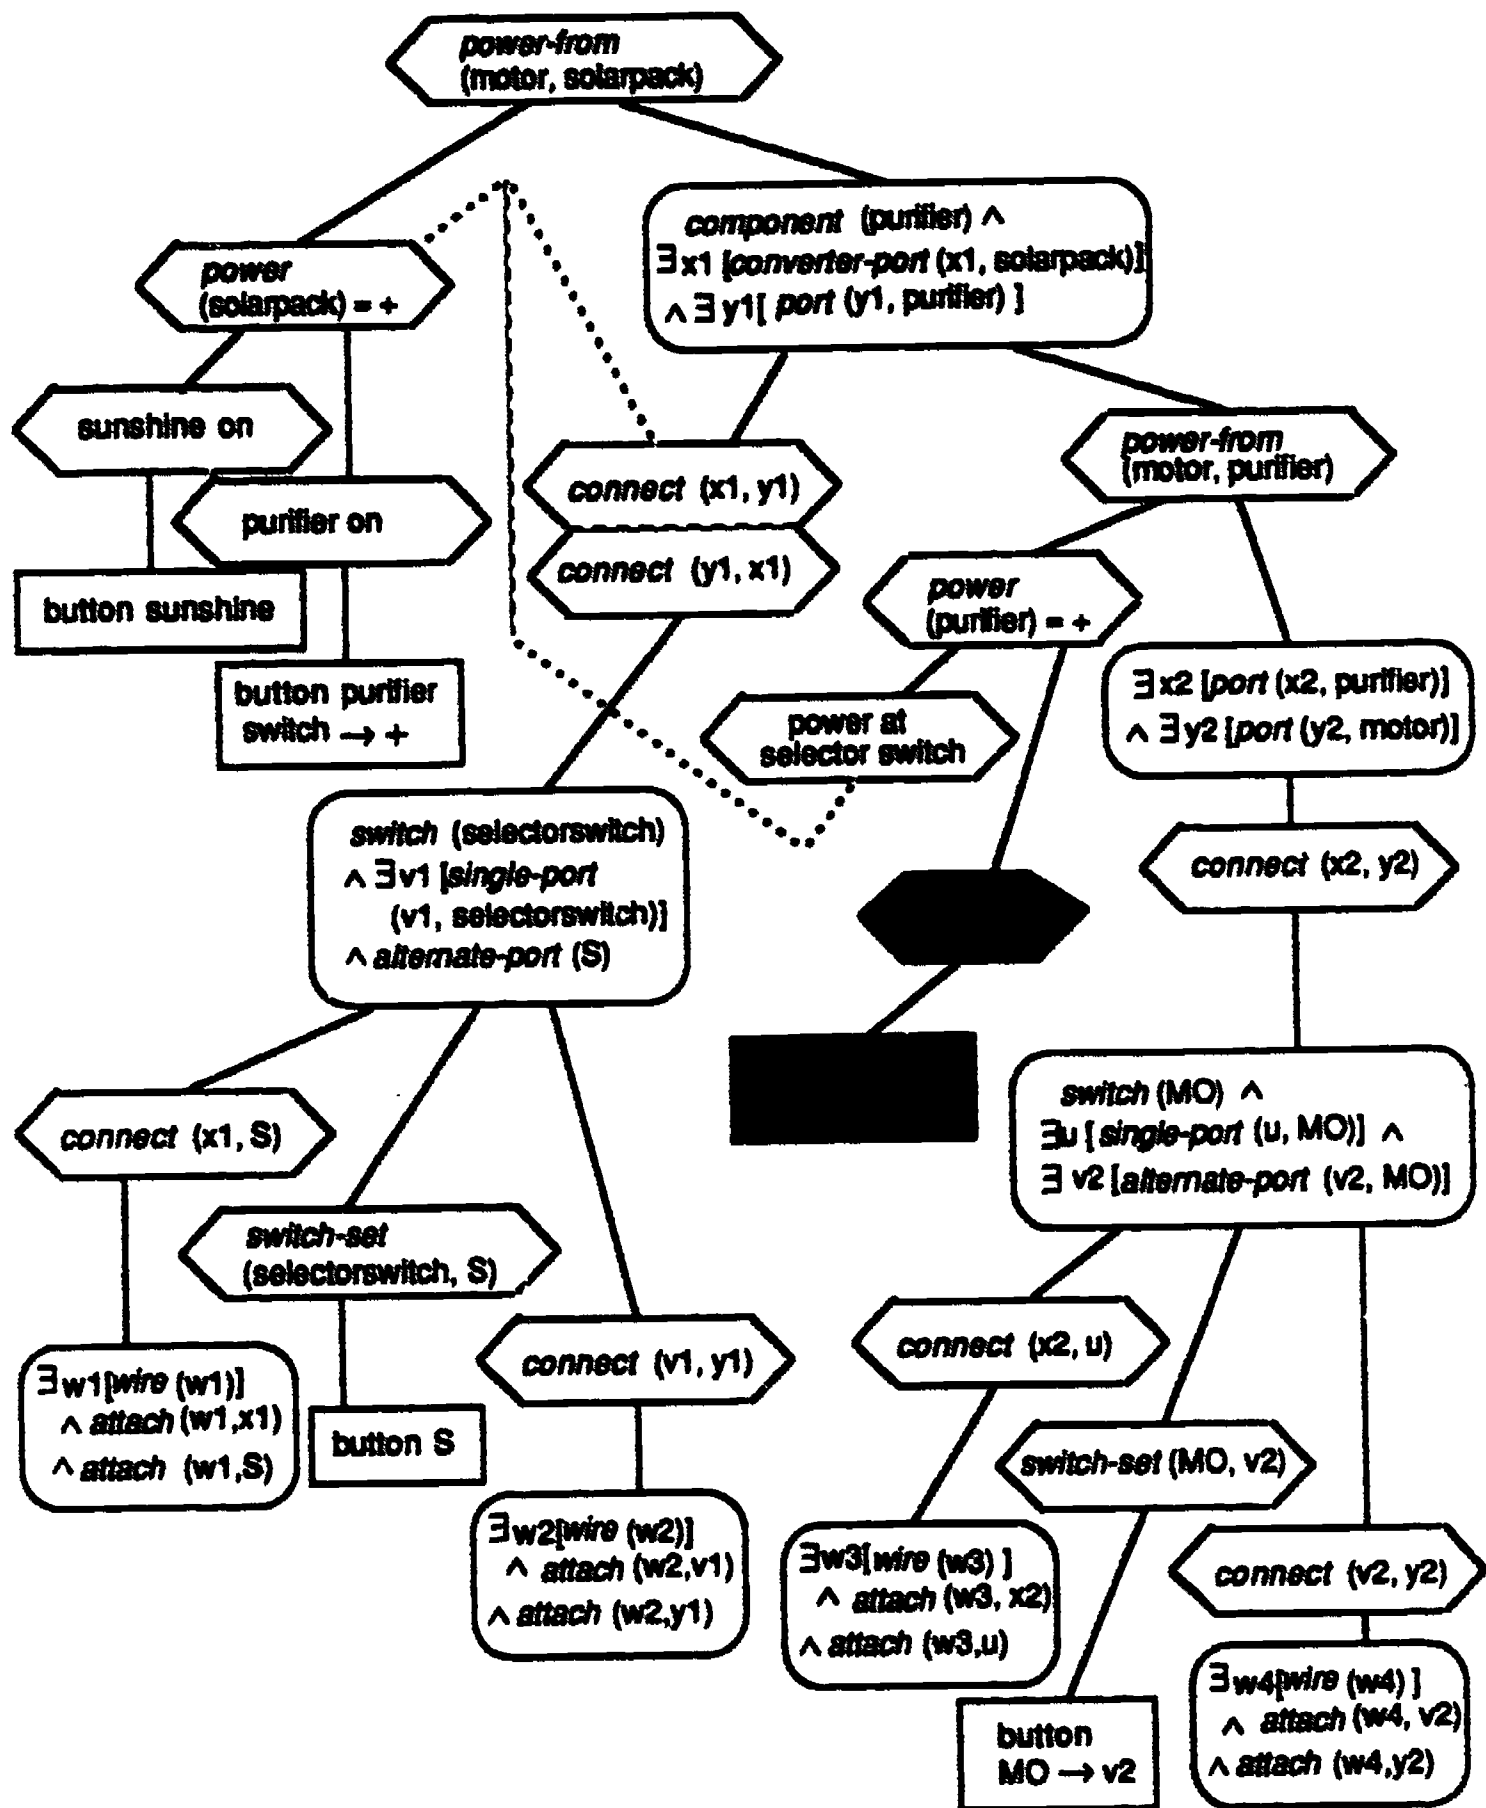 power-from
(motor, solarpack)
component (purifier) ∧
∃ x1 [converter-port (x1, solarpack)]
∧ ∃ y1[ port (y1, purifier) ]
power
(solarpack) = +
sunshine on
purifier on
button sunshine
button purifier
switch → +
connect (x1, y1)
connect (y1, x1)
power-from
(motor, purifier)
power
(purifier) = +
power at
selector switch
∃ x2 [port (x2, purifier)]
∧ ∃ y2 [port (y2, motor)]
connect (x2, y2)
switch (selectorswitch)
∧ ∃ v1 [single-port
(v1, selectorswitch)]
∧ alternate-port (S)
switch (MO) ∧
∃u [ single-port (u, MO)] ∧
∃ v2 [alternate-port (v2, MO)]
connect (x1, S)
switch-set
(selectorswitch, S)
connect (v1, y1)
∃ w1[wire (w1)]
∧ attach (w1,x1)
∧ attach (w1,S)
button S
∃ w2[wire (w2)]
∧ attach (w2,v1)
∧ attach (w2,y1)
connect (x2, u)
switch-set (MO, v2)
connect (v2, y2)
∃w3[wire (w3) ]
∧ attach (w3, x2)
∧ attach (w3,u)
button
MO → v2
∃ w4[wire (w4) ]
∧ attach (w4, v2)
∧ attach (w4,y2)